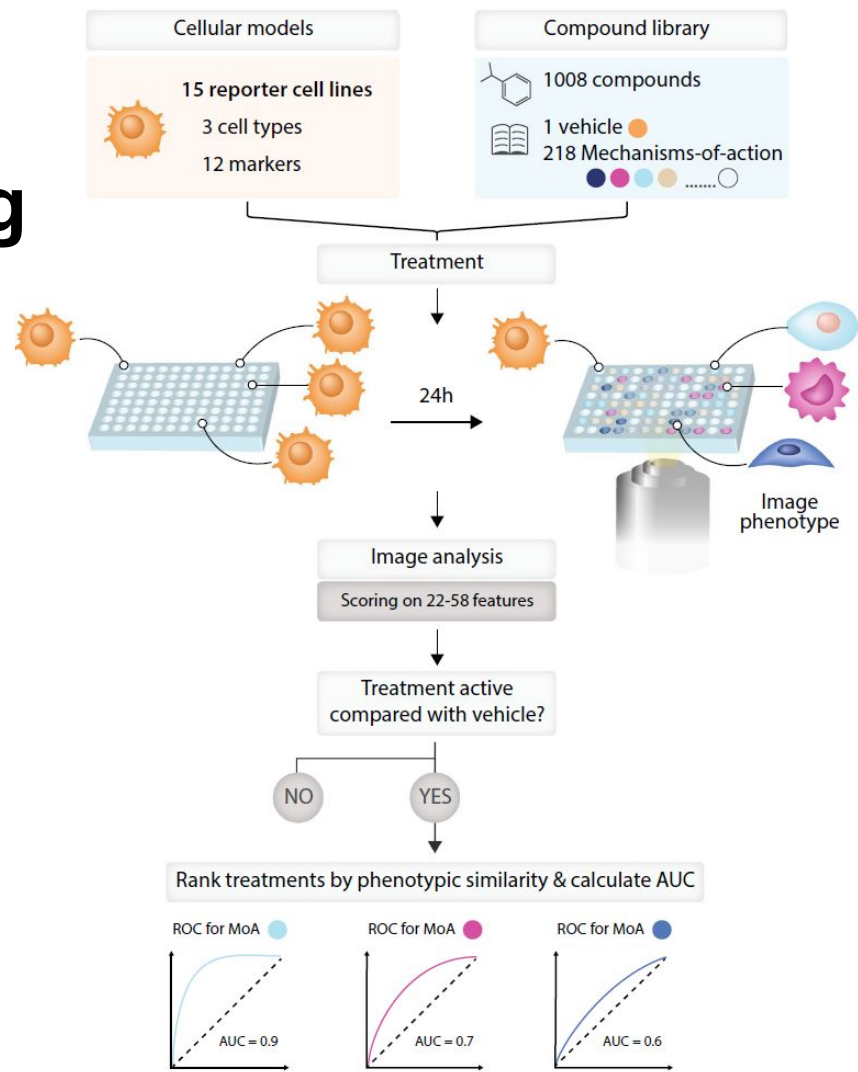 Cellular models
Compound library
15 reporter cell lines
3 cell types
12 markers
1008 compounds
1 vehicle
218 Mechanisms-of-action
.......
g
Treatment
24h
Image
phenotype
Image analysis
Scoring on 22-58 features
Treatment active
compared with vehicle?
NO
YES
Rank treatments by phenotypic similarity & calculate AUC
ROC for MoA
AUC = 0.9
ROC for MoA
AUC = 0.7
ROC for MoA
AUC = 0.6